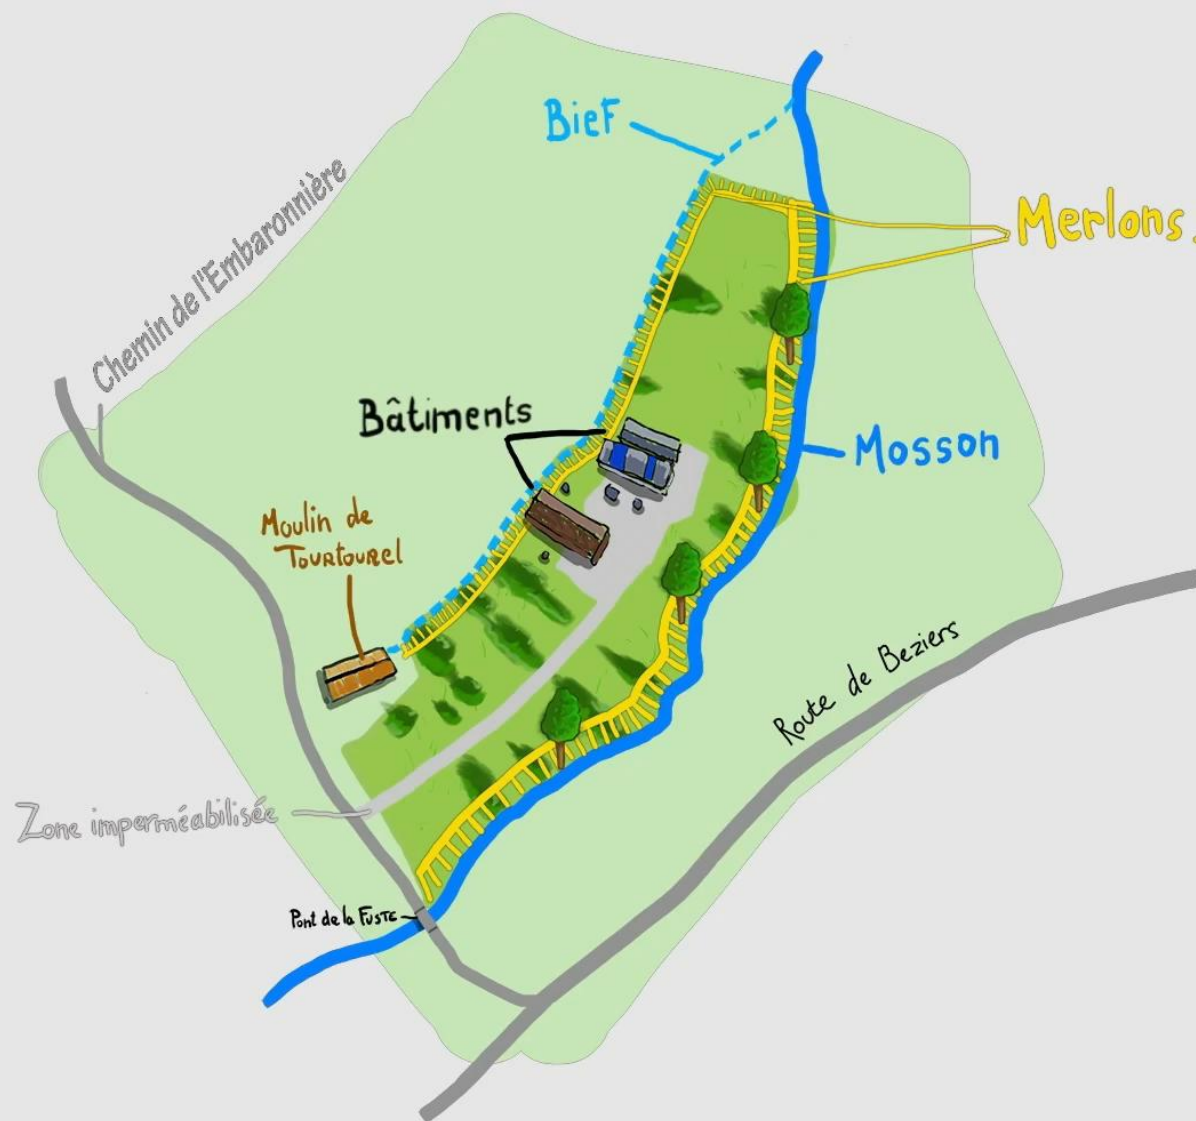 Bief
Chemin de l'Embaronnière
Merlons.
Bâtiments
Mosson
Moulin de
Tourtourel
Route de Beziers
Zone imperméabilisée
Pont de la Fuste